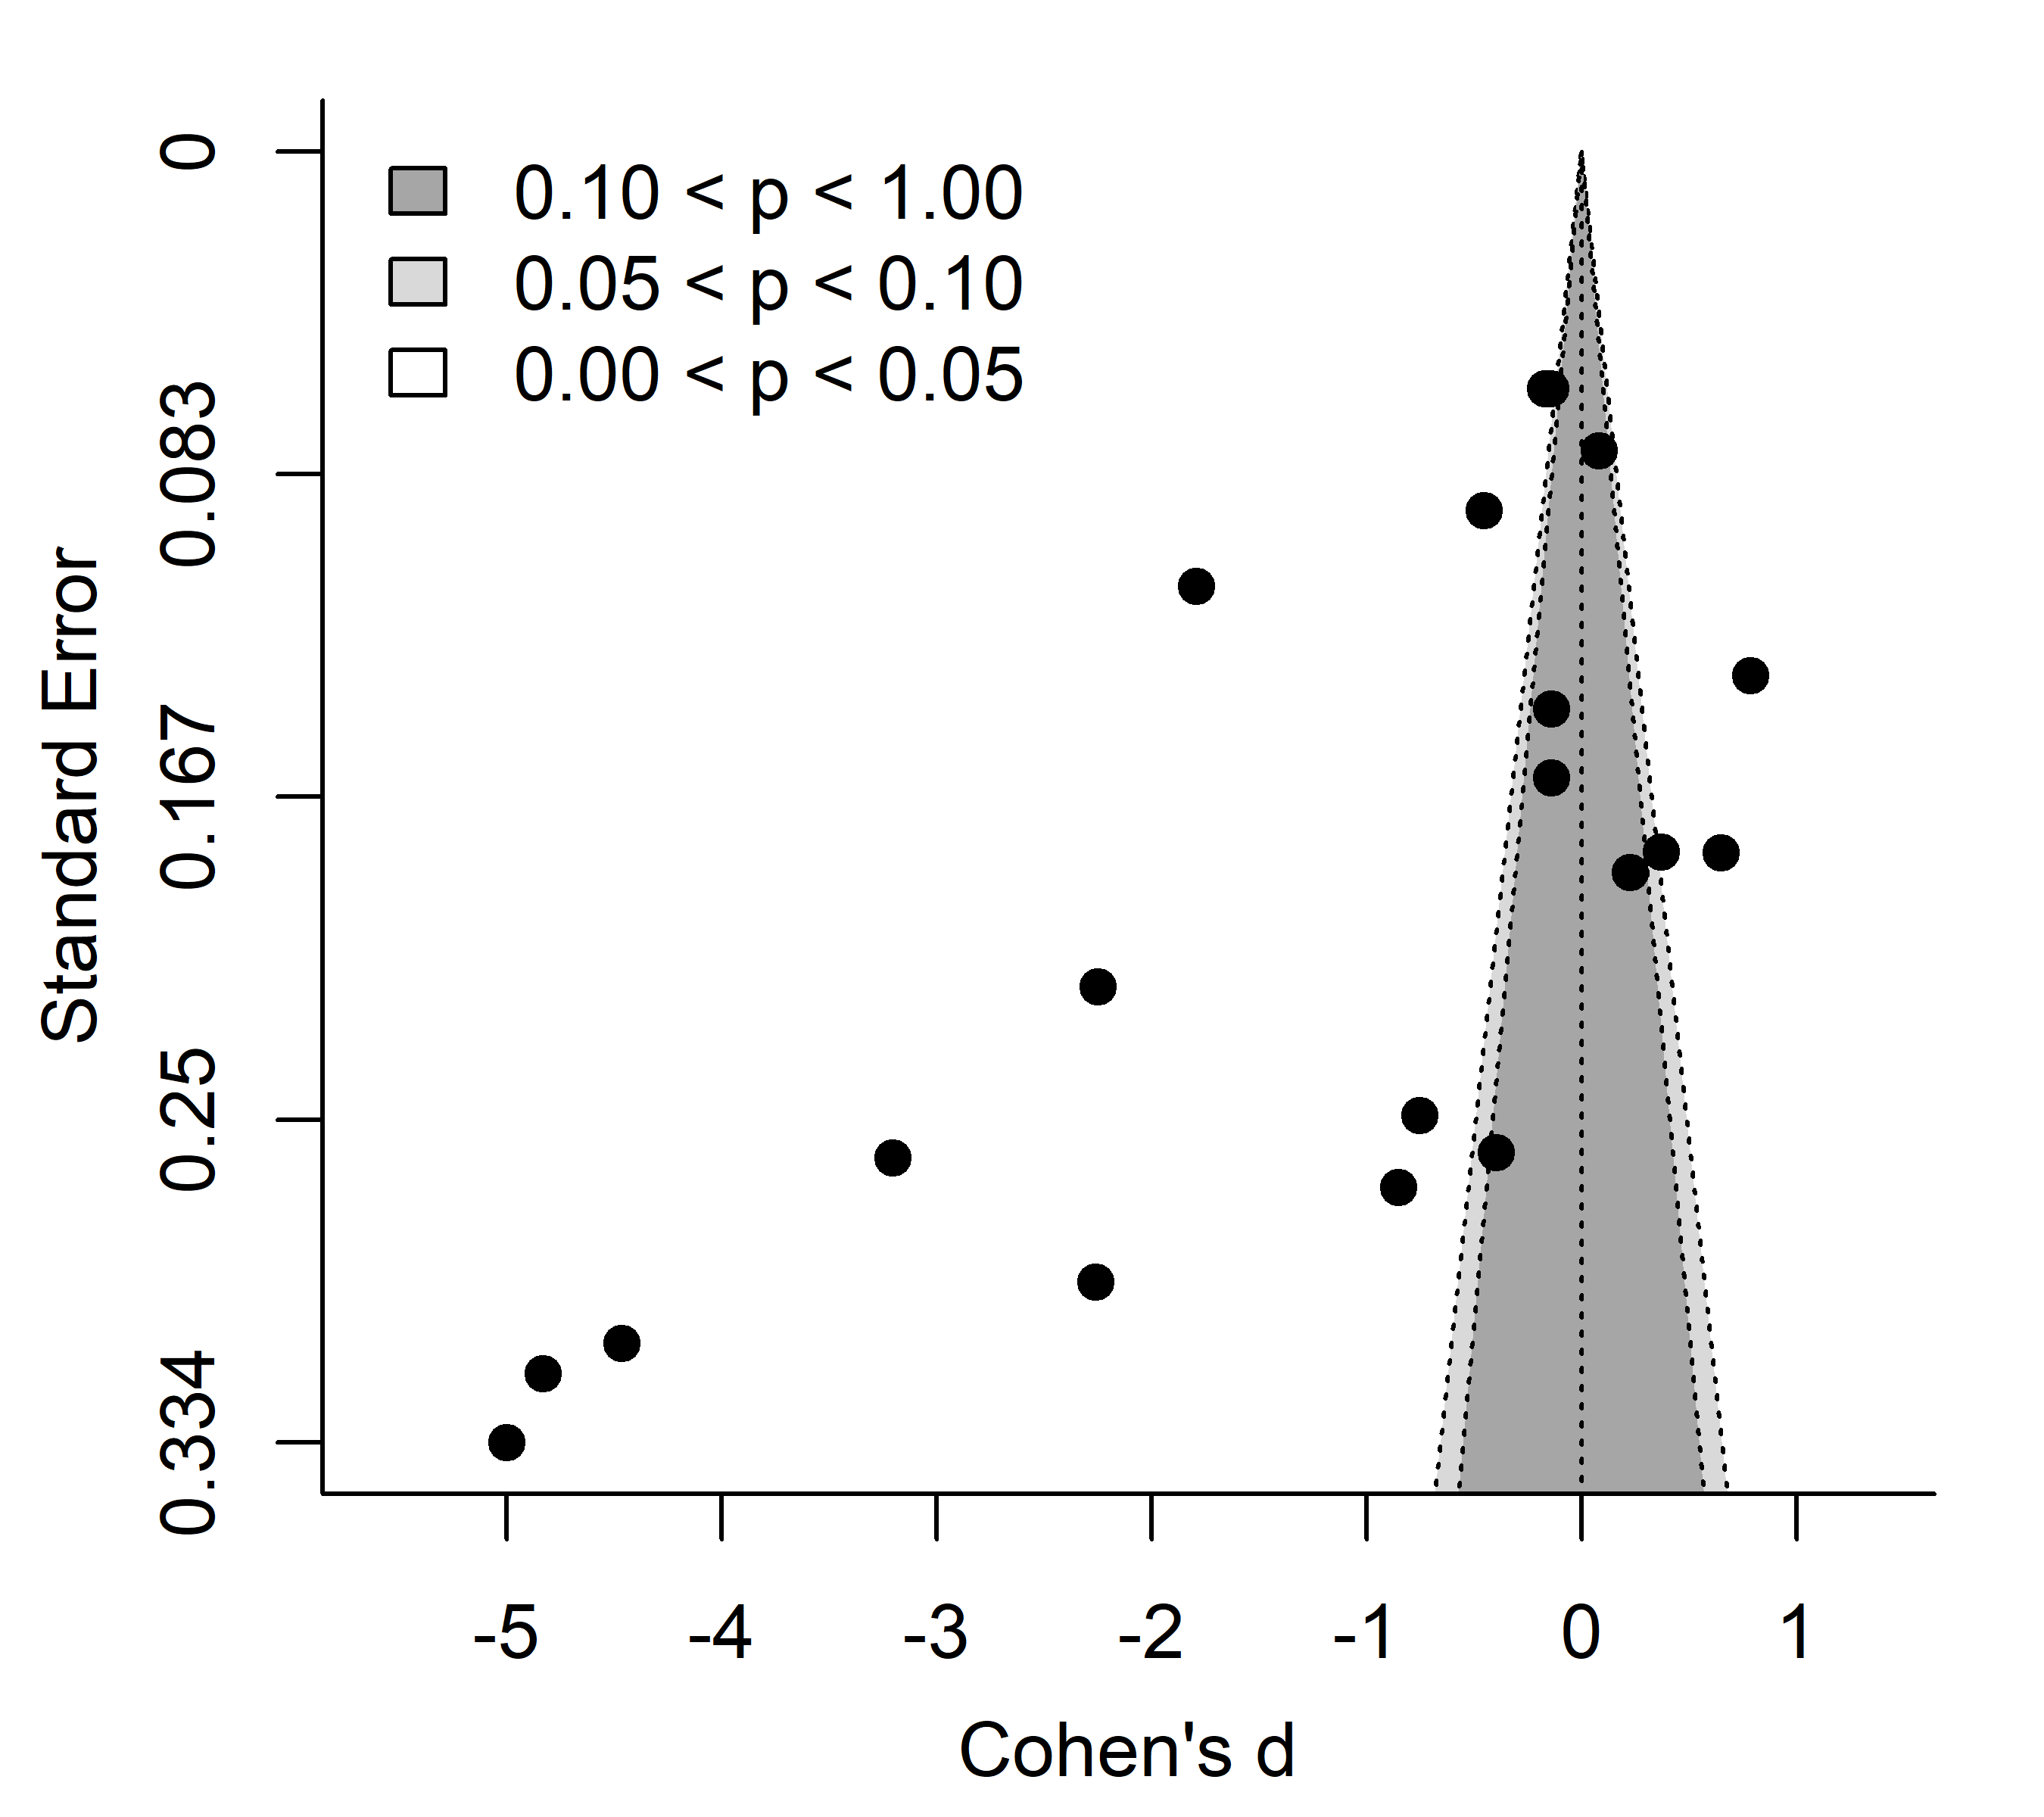 0.10 < p < 1.00
0.05 < p < 0.10
0.00 < p < 0.05
Standard Error
0
0.083
0.167
0.25
0.334
-5 -4 -3 -2 -1 0 1
Cohen's d